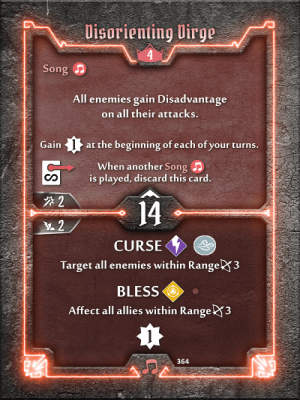 Disorienting Dirge
4
Song
All enemies gain Disadvantage
on all their attacks.
Gain 1 at the beginning of each of your turns.
When another Song
is played, discard this card.
2
14
2
CURSE
Target all enemies within Range 3
BLESS
Affect all allies within Range 3
1
364